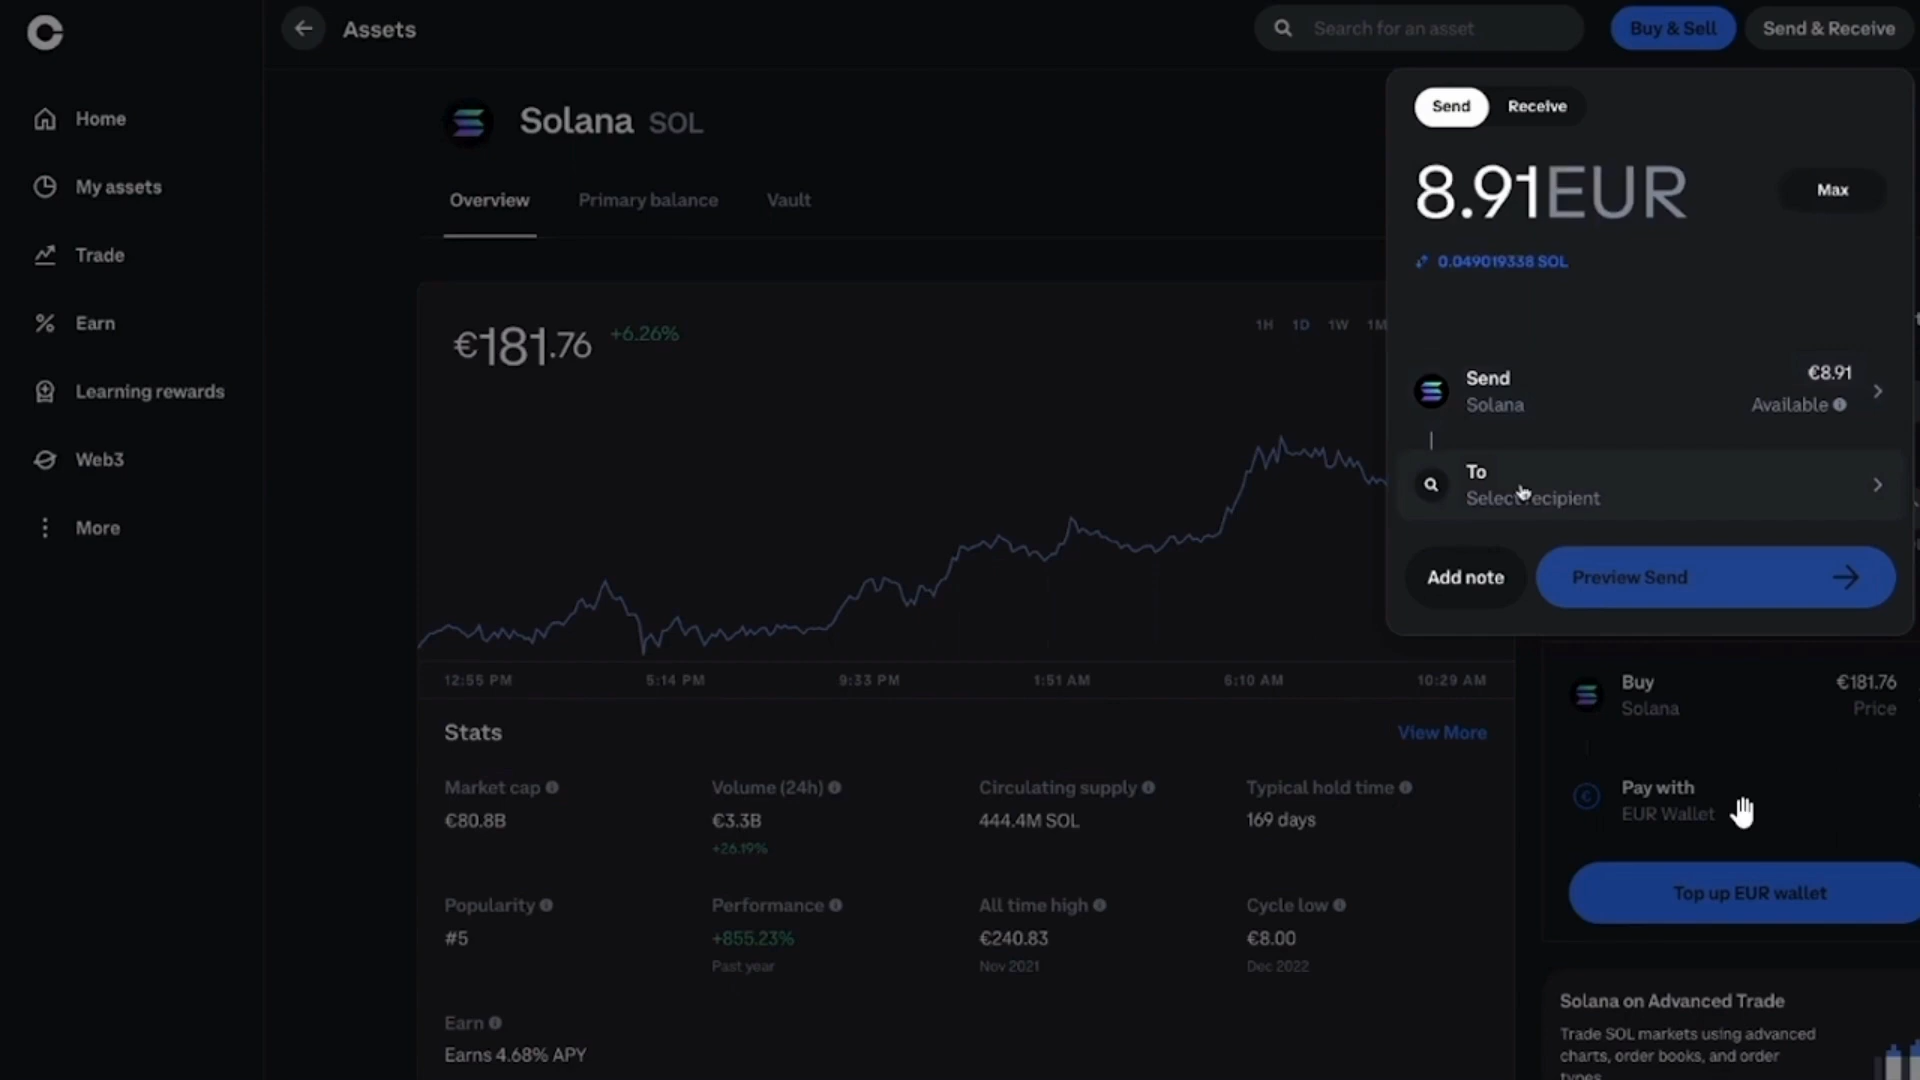 Assets
Search for an asset
Buy & Sell
Send & Receive
Home
My assets
Trade
Earn
Learning rewards
Web3
More
Solana SOL
Overview
Primary balance
Vault
€181.76
+6.26%
1H
1D
1W
1M
12:55 PM
5:14 PM
9:33 PM
1:51 AM
6:10 AM
10:29 AM
Stats
View More
Market cap
€80.8B
Volume (24h)
€3.3B
+26.19%
Circulating supply
444.4M SOL
Typical hold time
169 days
Popularity
#5
Performance
+855.23%
Past year
All time high
€240.83
Nov 2021
Cycle low
€8.00
Dec 2022
Earn
Earns 4.68% APY
Send
Receive
8.91EUR
Max
0.049019338 SOL
Send
Solana
€8.91
Available
To
Select recipient
Add note
Preview Send
Buy
Solana
€181.76
Price
Pay with
EUR Wallet
Top up EUR wallet
Solana on Advanced Trade
Trade SOL markets using advanced
charts, order books, and order
types